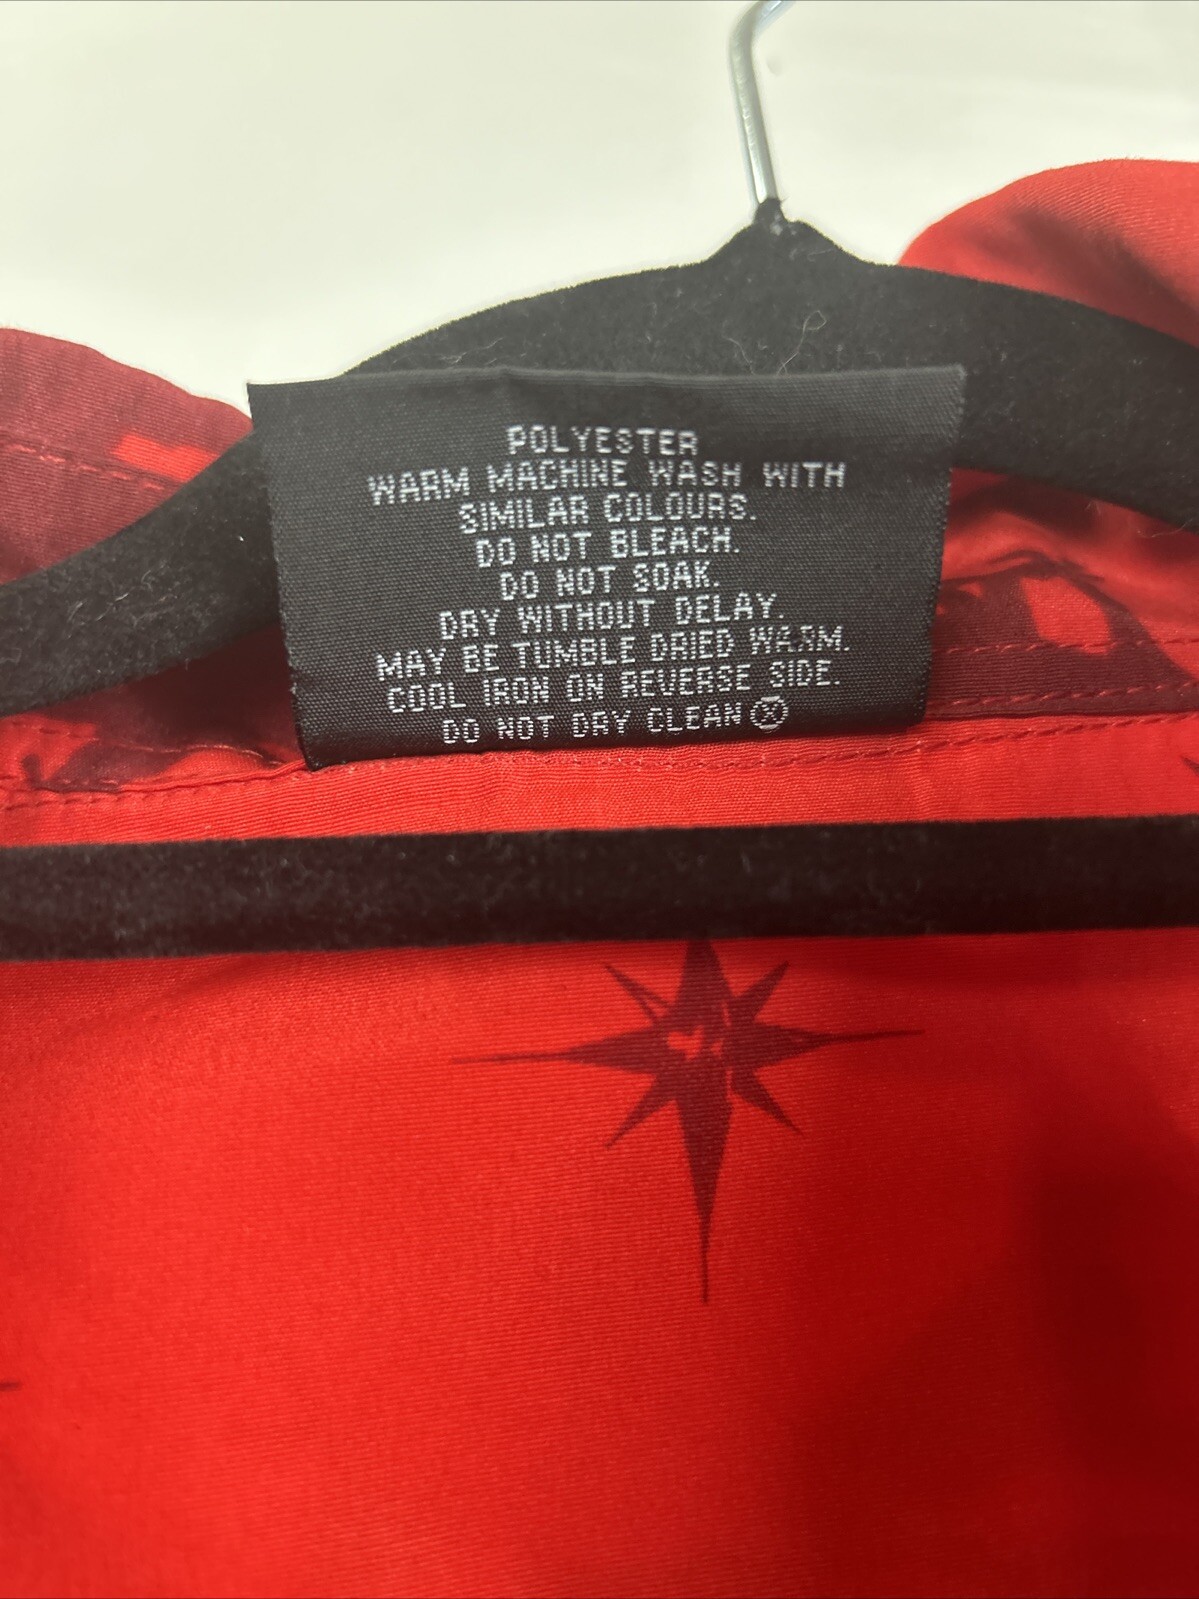 POLYESTER
WARM MACHINE WASH WITH
SIMILAR COLOURS.
DO NOT BLEACH.
DO NOT SOAK.
DRY WITHOUT DELAY.
MAY BE TUMBLE DRIED WARM.
COOL IRON ON REVERSE SIDE.
DO NOT DRY CLEAN